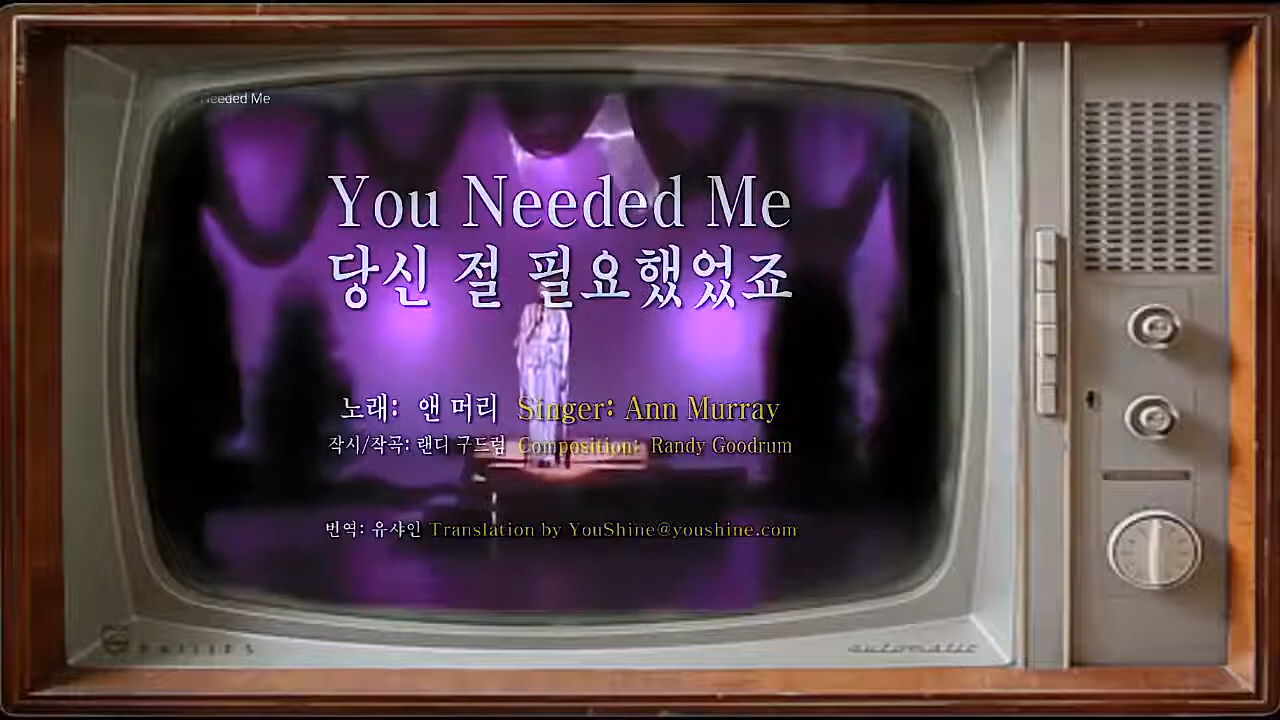 Needed Me
You Needed Me
당신 절 필요했었죠
노래: 앤 머리 Singer: Ann Murray
작시/작곡: 랜디 구드럼 Composition: Randy Goodrum
번역: 유샤인 Translation by YouShine@youshine.com
PHILIPS automatic